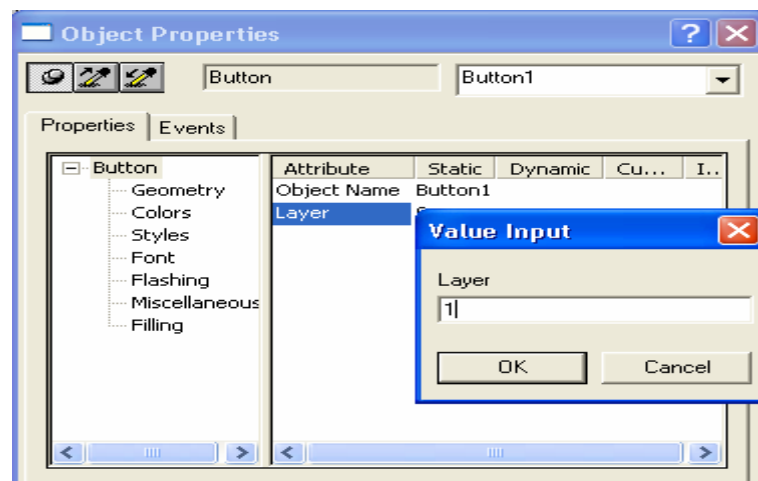 Object Properties
Button Button1
Properties Events
Button
Geometry
Colors
Styles
Font
Flashing
Miscellaneous
Filling
Attribute Static Dynamic Cu... I..
Object Name Button1
Layer
Value Input
Layer
1
OK Cancel